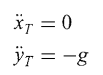 ẍ_T = 0
ÿ_T = -g